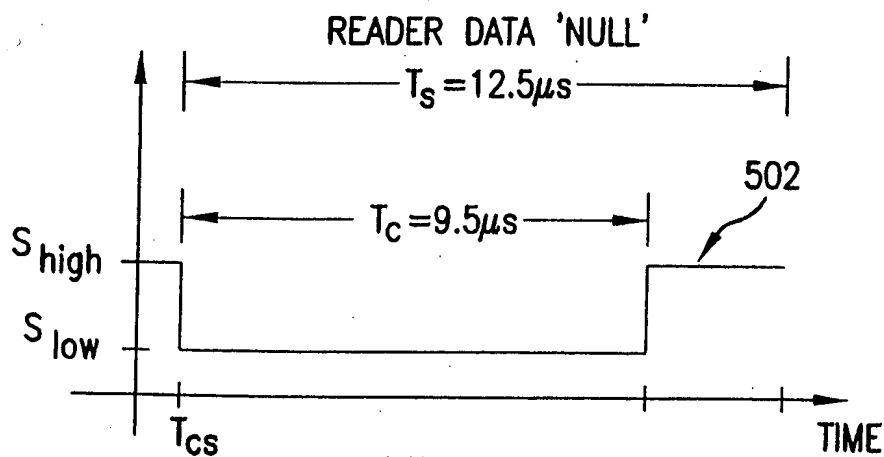 READER DATA 'NULL'
T_S = 12.5μs
502
T_C = 9.5μs
S_high
S_low
T_CS
TIME